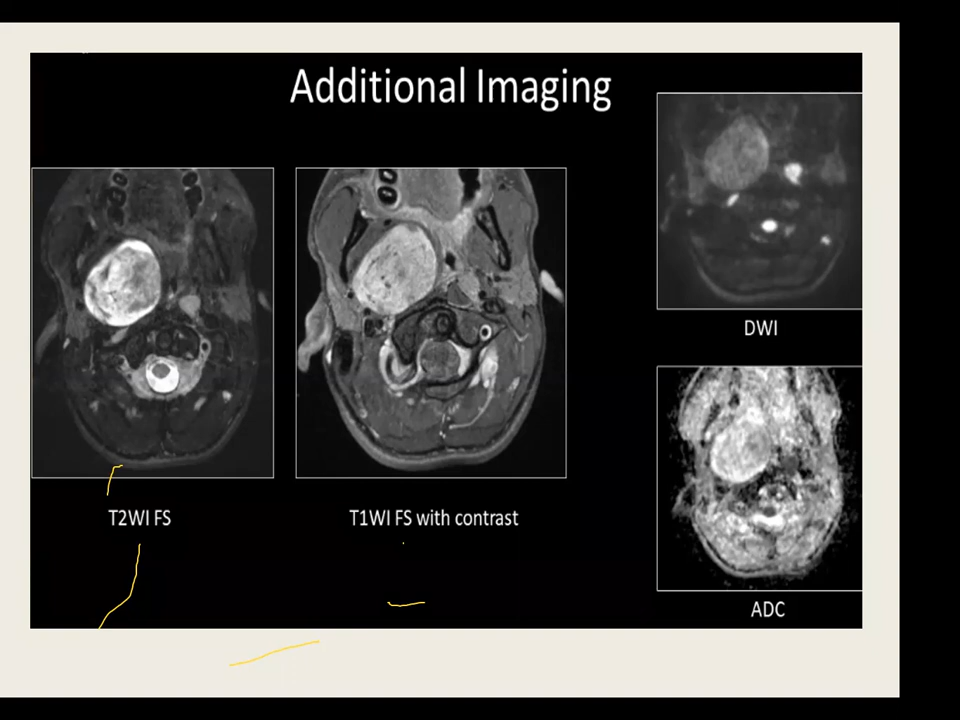 Additional Imaging
DWI
T2WI FS
T1WI FS with contrast
ADC